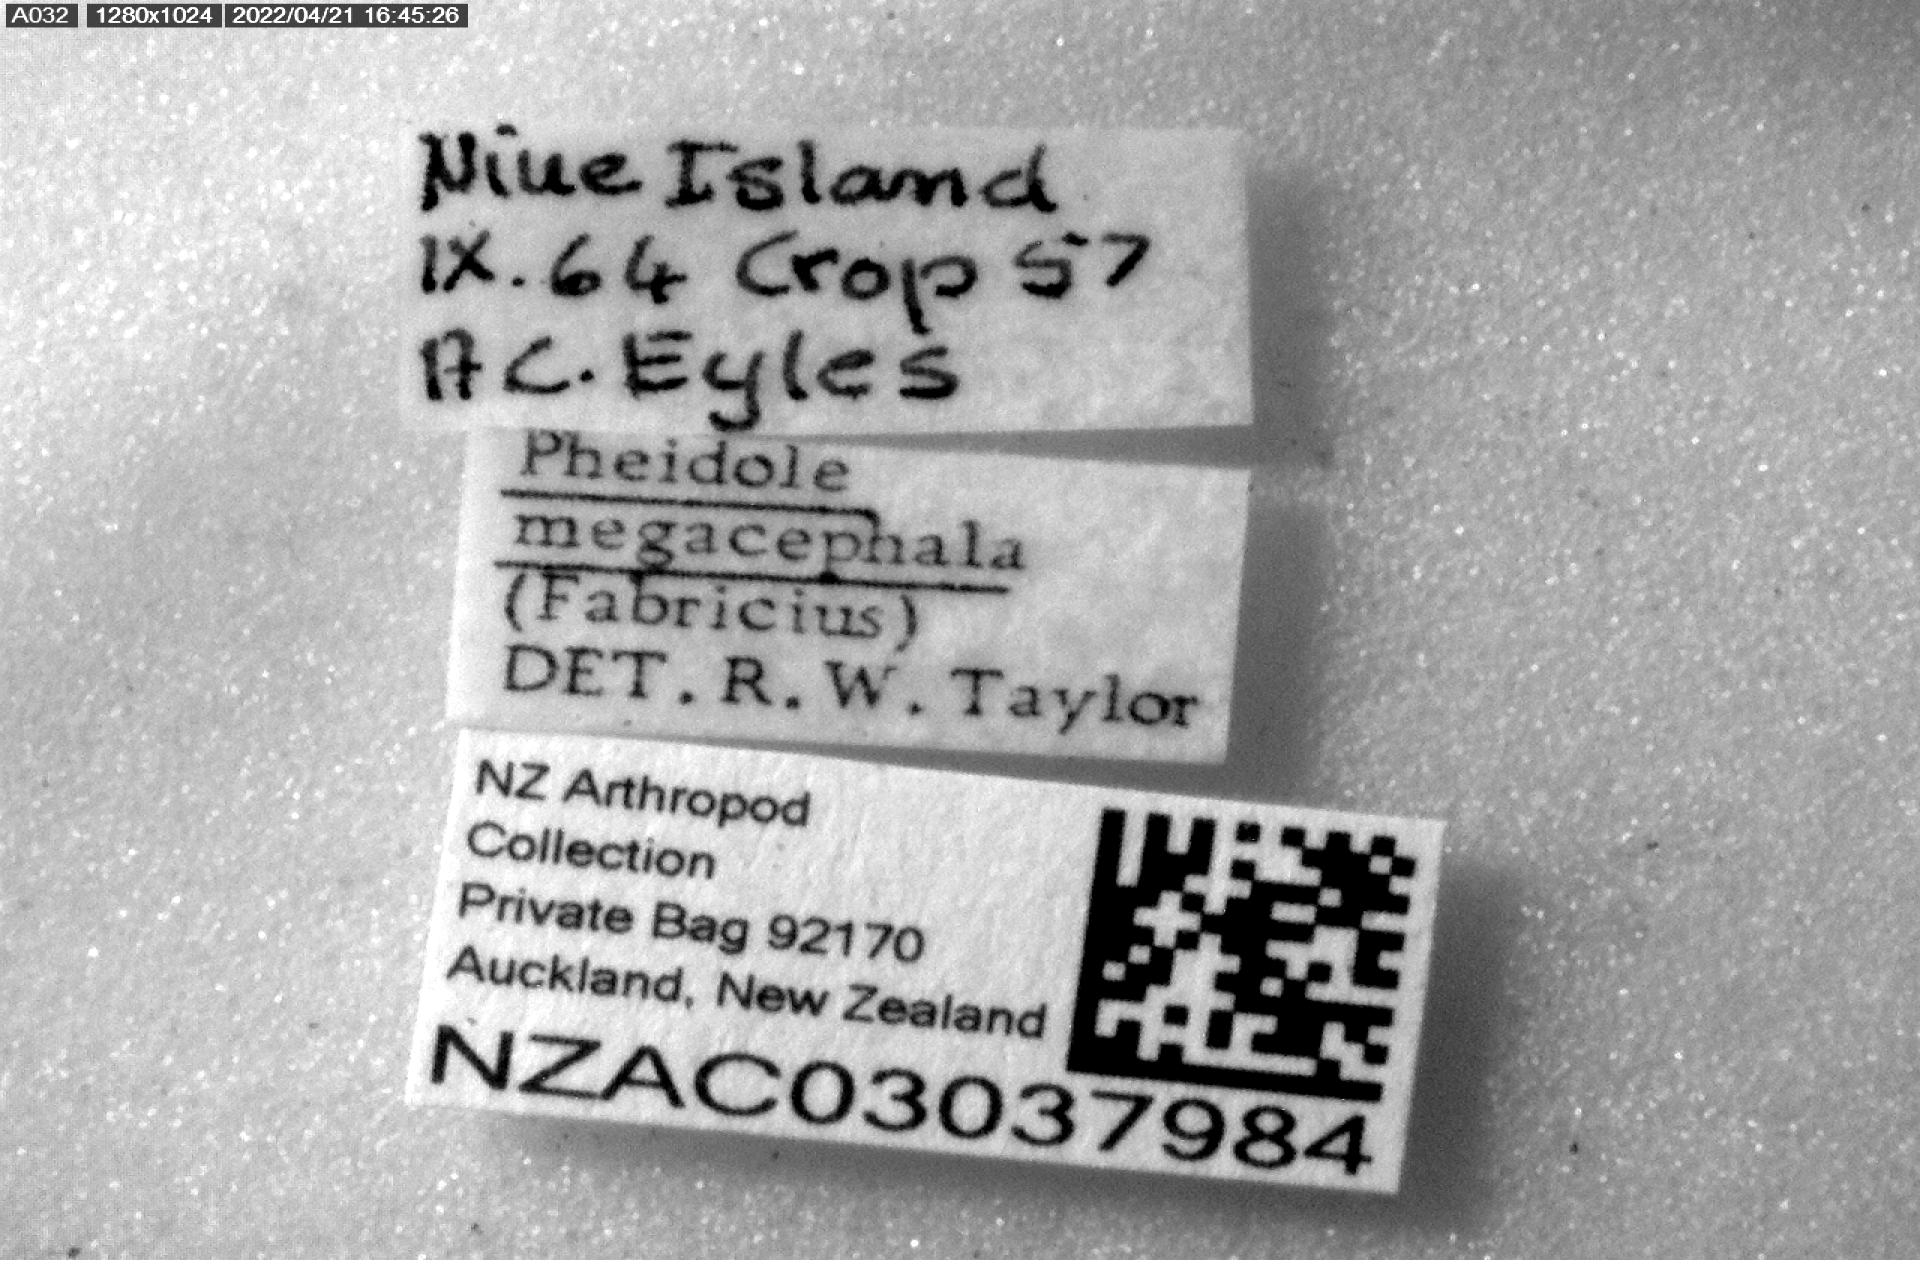 A032 1280x1024 2022/04/21 16:45:26
Niue Island
IX.64 Crop 57
A C. Eyles
Pheidole
megacephala
(Fabricius)
DET. R. W. Taylor
NZ Arthropod
Collection
Private Bag 92170
Auckland, New Zealand
NZAC03037984